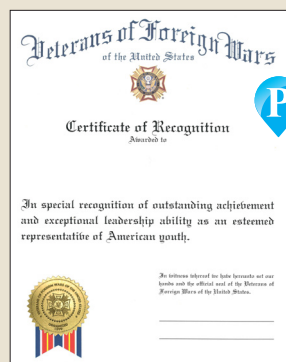 Veterans of Foreign Wars
of the United States
P
Certificate of Recognition
Awarded to
In special recognition of outstanding achievement
and exceptional leadership ability as an esteemed
representative of American youth.
In witness whereof we have hereunto set our
hands and the official seal of the Veterans of
Foreign Wars of the United States.